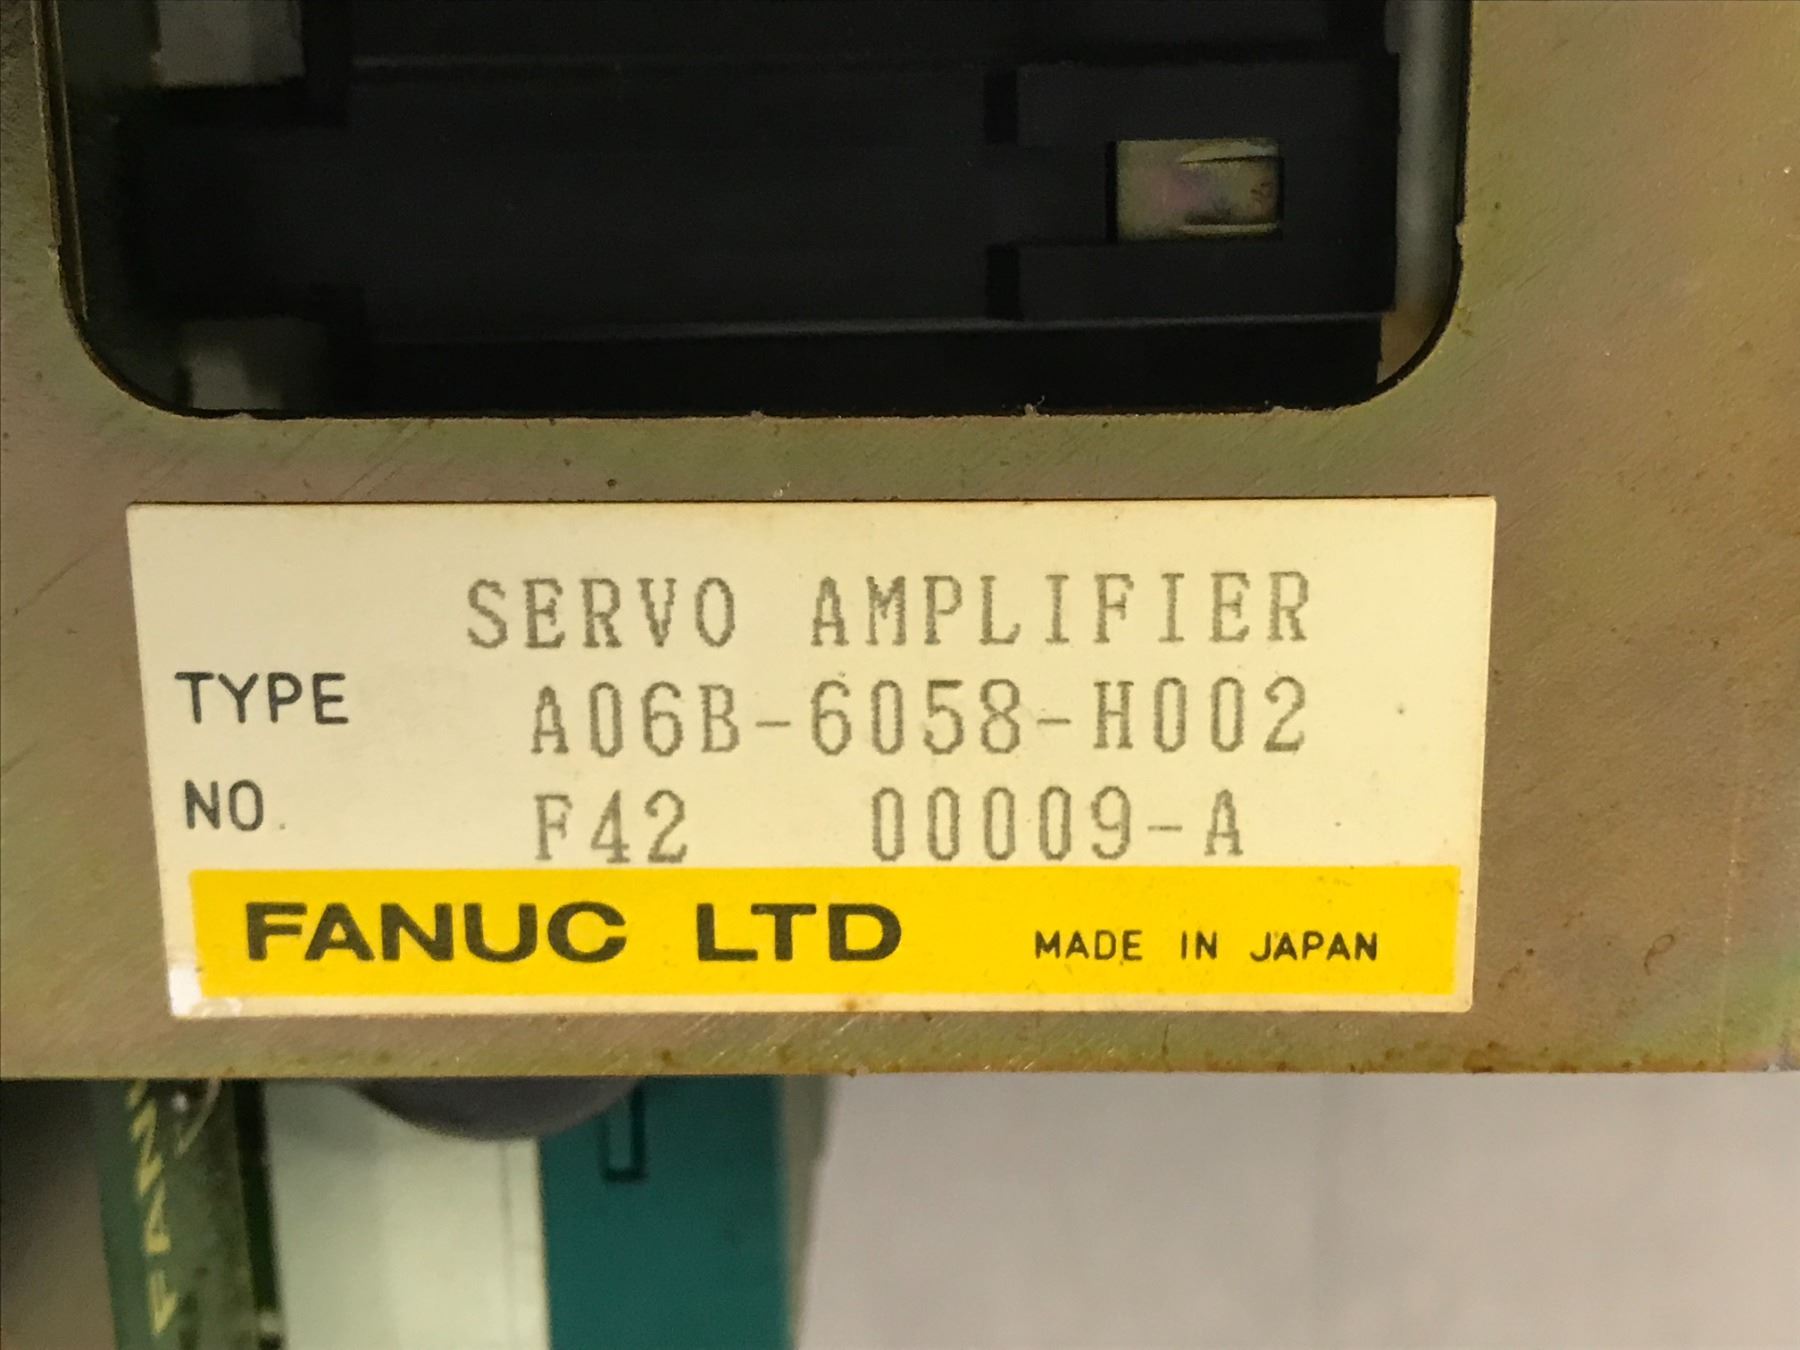 SERVO AMPLIFIER
TYPE A06B-6058-H002
NO. F42 00009-A
FANUC LTD MADE IN JAPAN